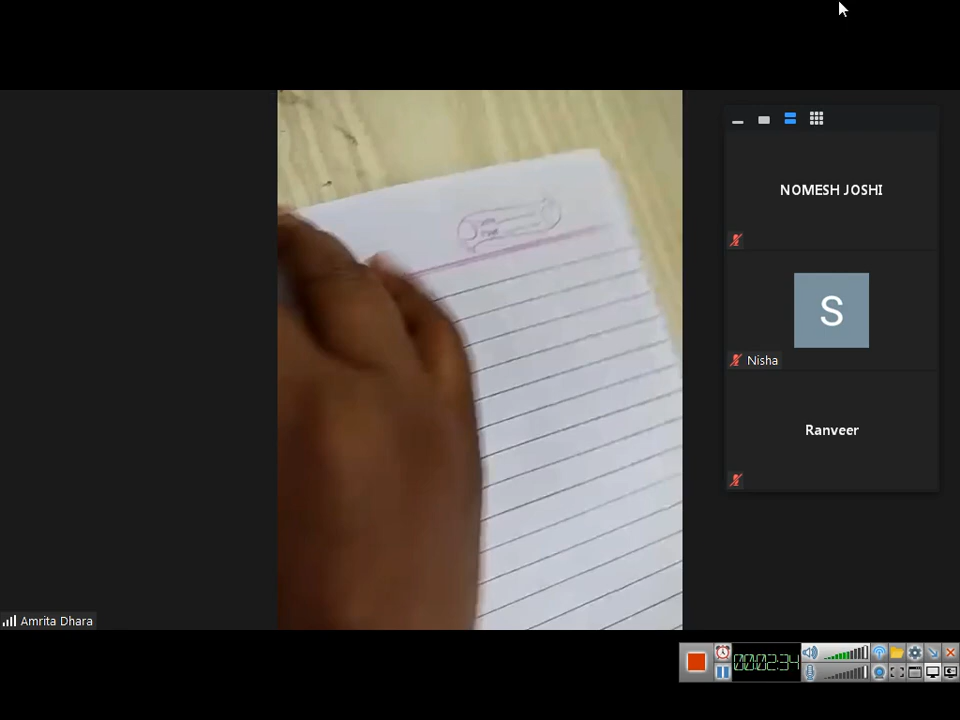 NOMESH JOSHI
S
Nisha
Ranveer
Amrita Dhara
00:02:34